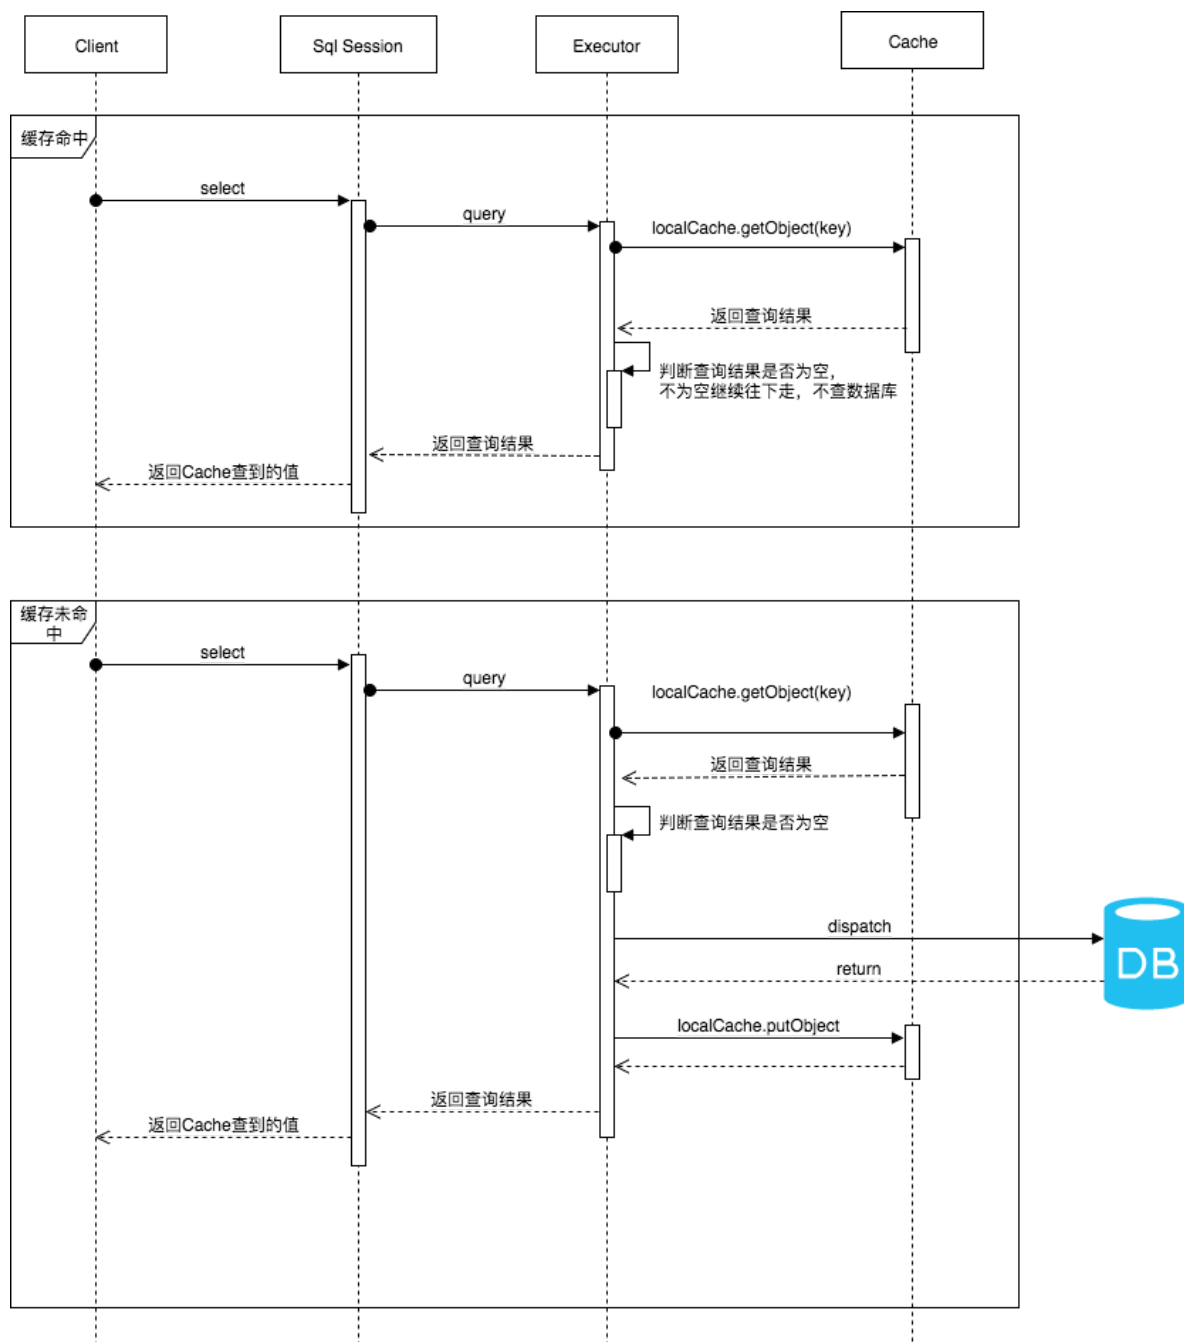 Client
Sql Session
Executor
Cache
缓存命中
select
query
localCache.getObject(key)
返回查询结果
判断查询结果是否为空，
不为空继续往下走，不查数据库
返回查询结果
返回Cache查到的值
缓存未命
中
select
query
localCache.getObject(key)
返回查询结果
判断查询结果是否为空
dispatch
DB
return
localCache.putObject
返回查询结果
返回Cache查到的值